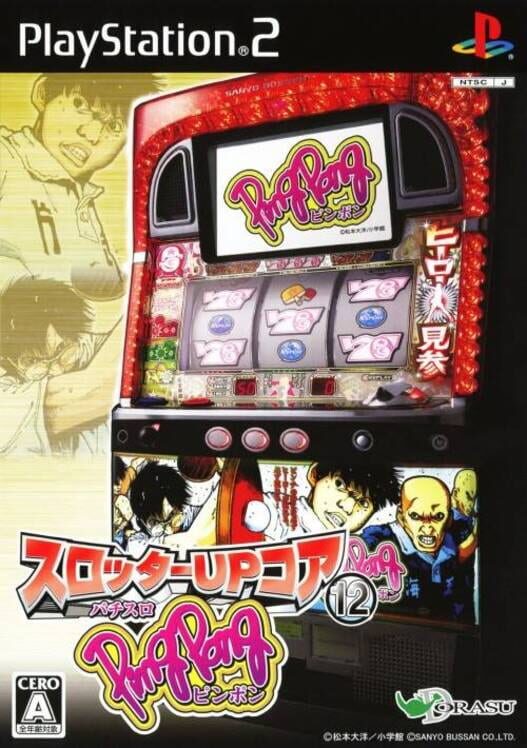 PlayStation®2
NTSC J
SANYO BUSSAN
Ping Pong
ピンポン
©松本大洋/小学館
ヒーロー見参
スロッターUPコア
12
パチスロ
Ping Pong
ピンポン
CERO
A
全年齢対象
DORASU
©松本大洋/小学館 ©SANYO BUSSAN CO.,LTD.